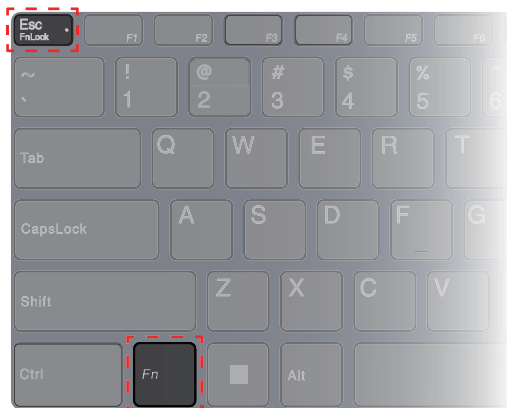 Esc
FnLock
F1
F2
F3
F4
F5
F6
~
`
!
1
@
2
#
3
$
4
%
5
^
6
Tab
Q
W
E
R
T
CapsLock
A
S
D
F
G
Shift
Z
X
C
V
Ctrl
Fn
Alt